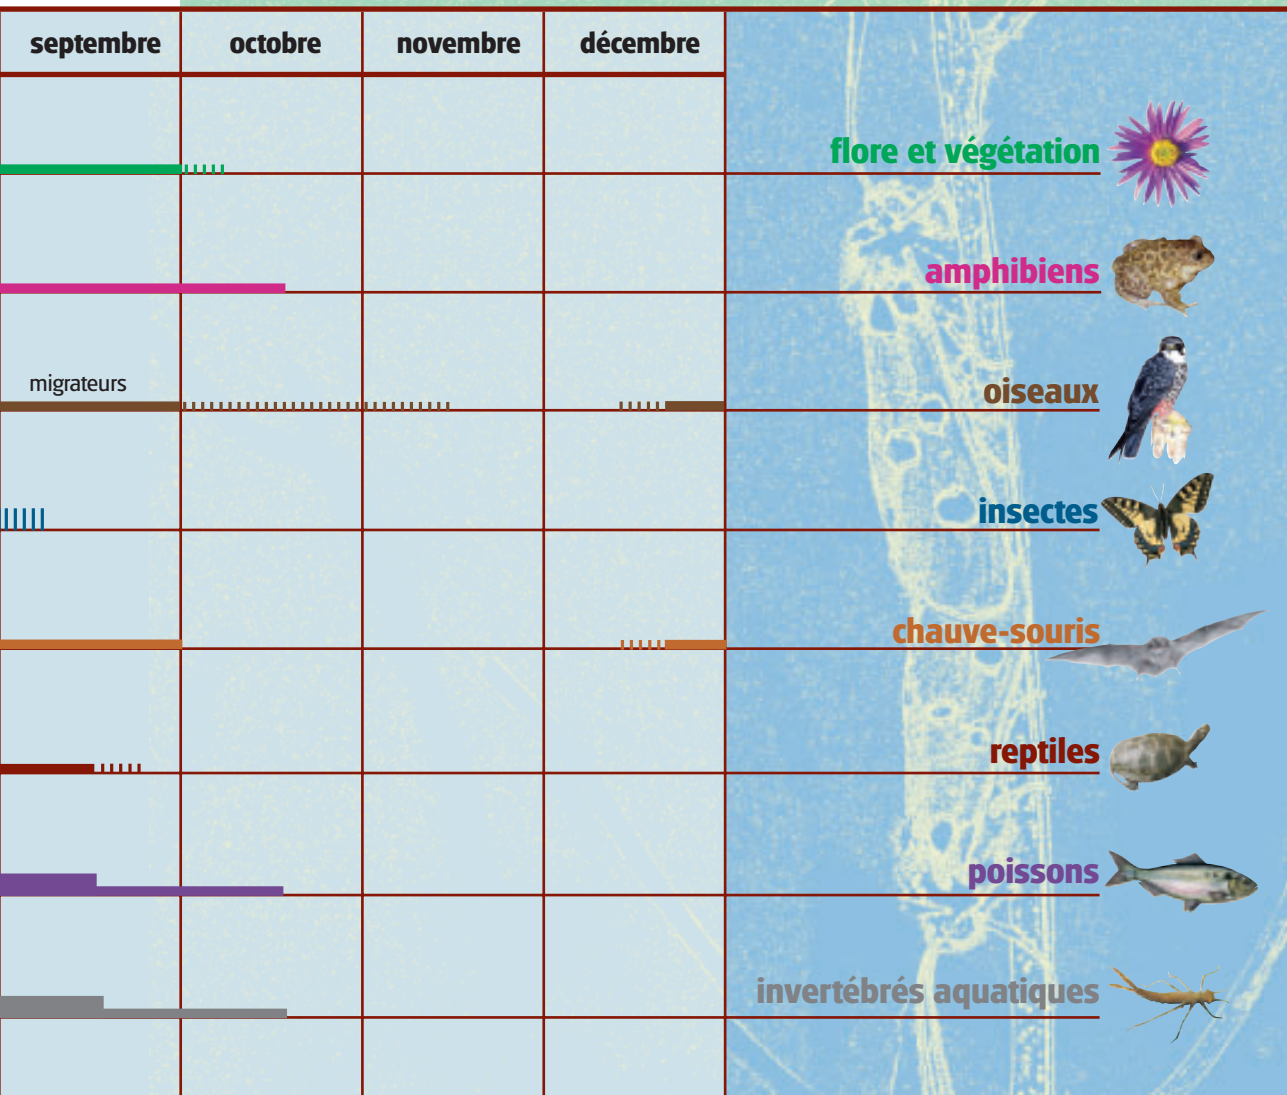 septembre octobre novembre décembre
flore et végétation
amphibiens
migrateurs
oiseaux
insectes
chauve-souris
reptiles
poissons
invertébrés aquatiques